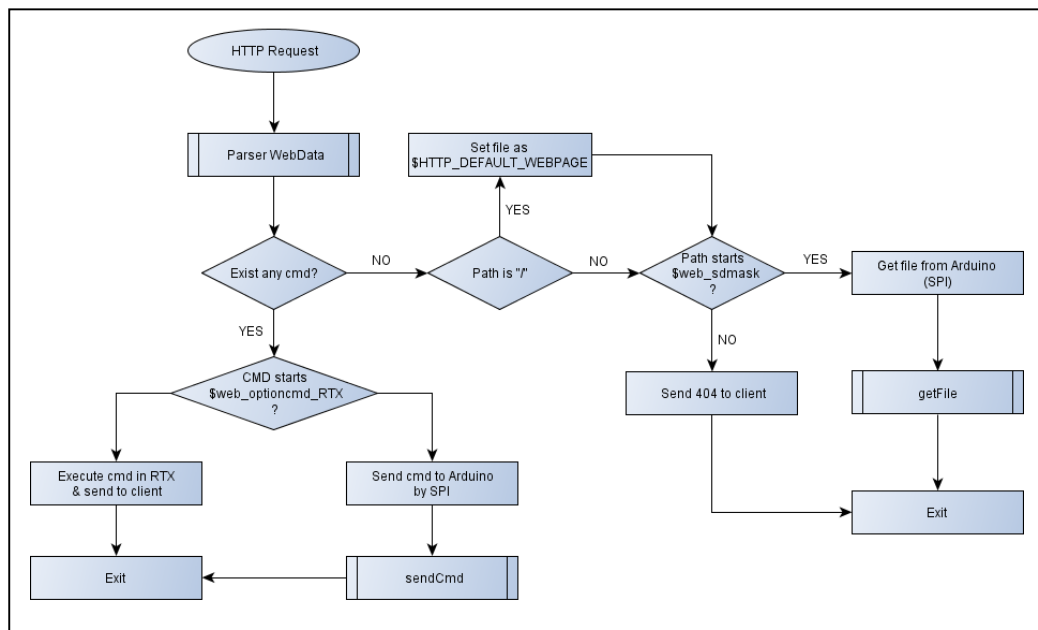 HTTP Request
Parser WebData
Set file as
$HTTP_DEFAULT_WEBPAGE
YES
Exist any cmd?
NO
Path is "/"
NO
Path starts
$web_sdmask
?
YES
Get file from Arduino
(SPI)
YES
NO
CMD starts
$web_optioncmd_RTX
?
Send 404 to client
getFile
Execute cmd in RTX
& send to client
Send cmd to Arduino
by SPI
Exit
Exit
sendCmd